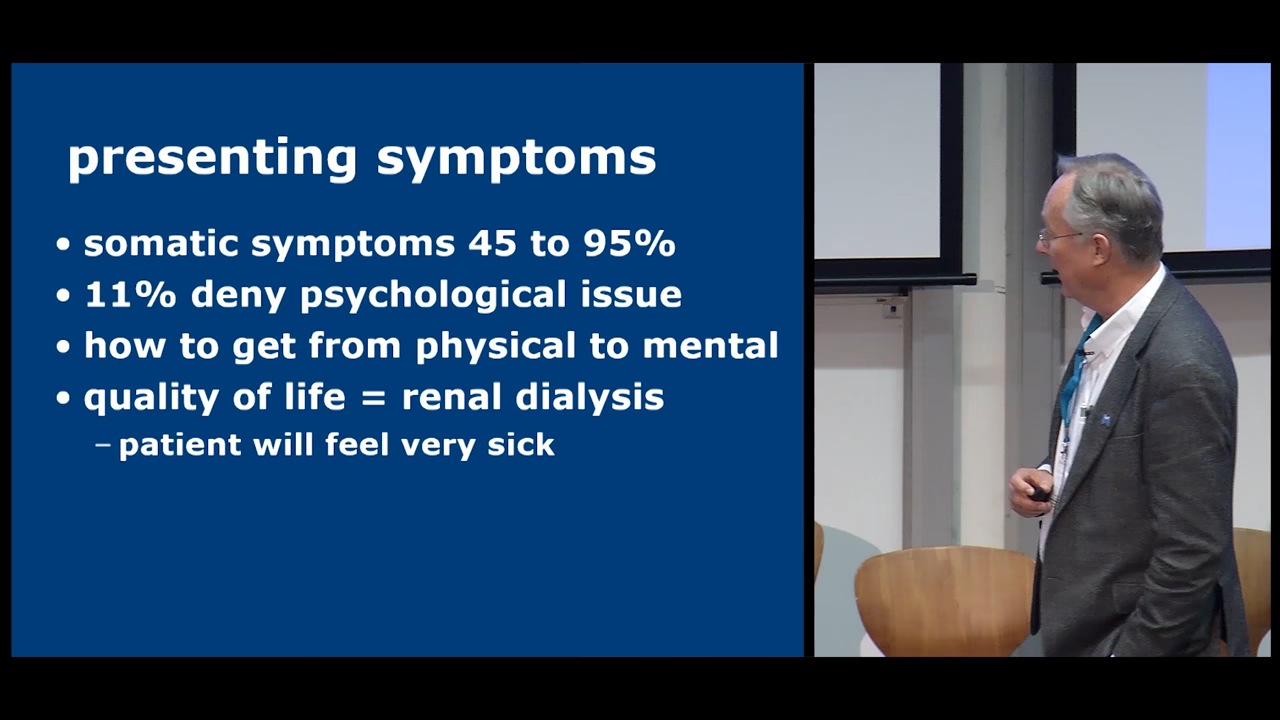 presenting symptoms
• somatic symptoms 45 to 95%
• 11% deny psychological issue
• how to get from physical to mental
• quality of life = renal dialysis
– patient will feel very sick